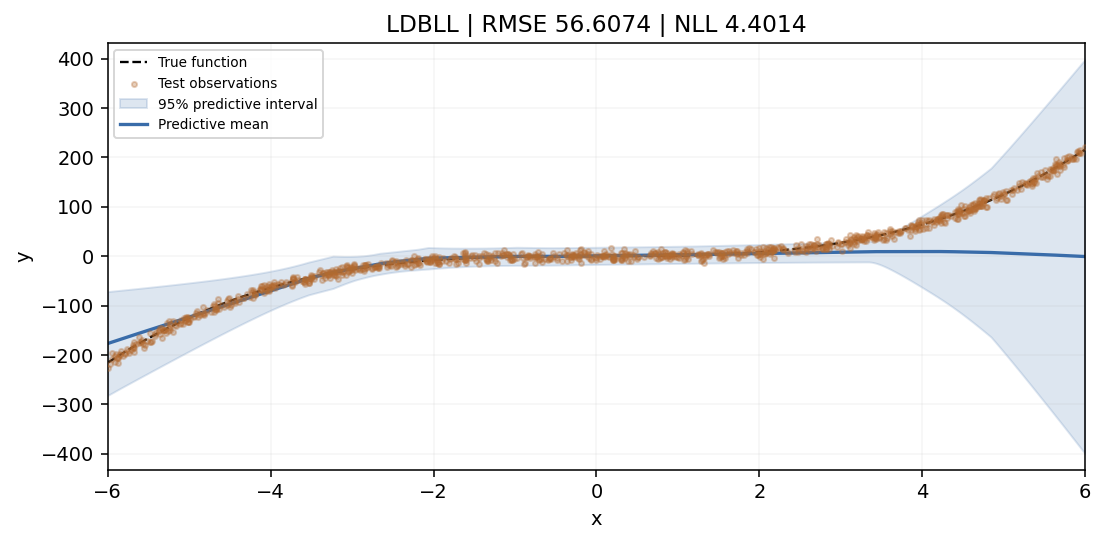 LDBLL | RMSE 56.6074 | NLL 4.4014
True function
Test observations
95% predictive interval
Predictive mean
400
300
200
100
0
−100
−200
−300
−400
y
−6 −4 −2 0 2 4 6
x